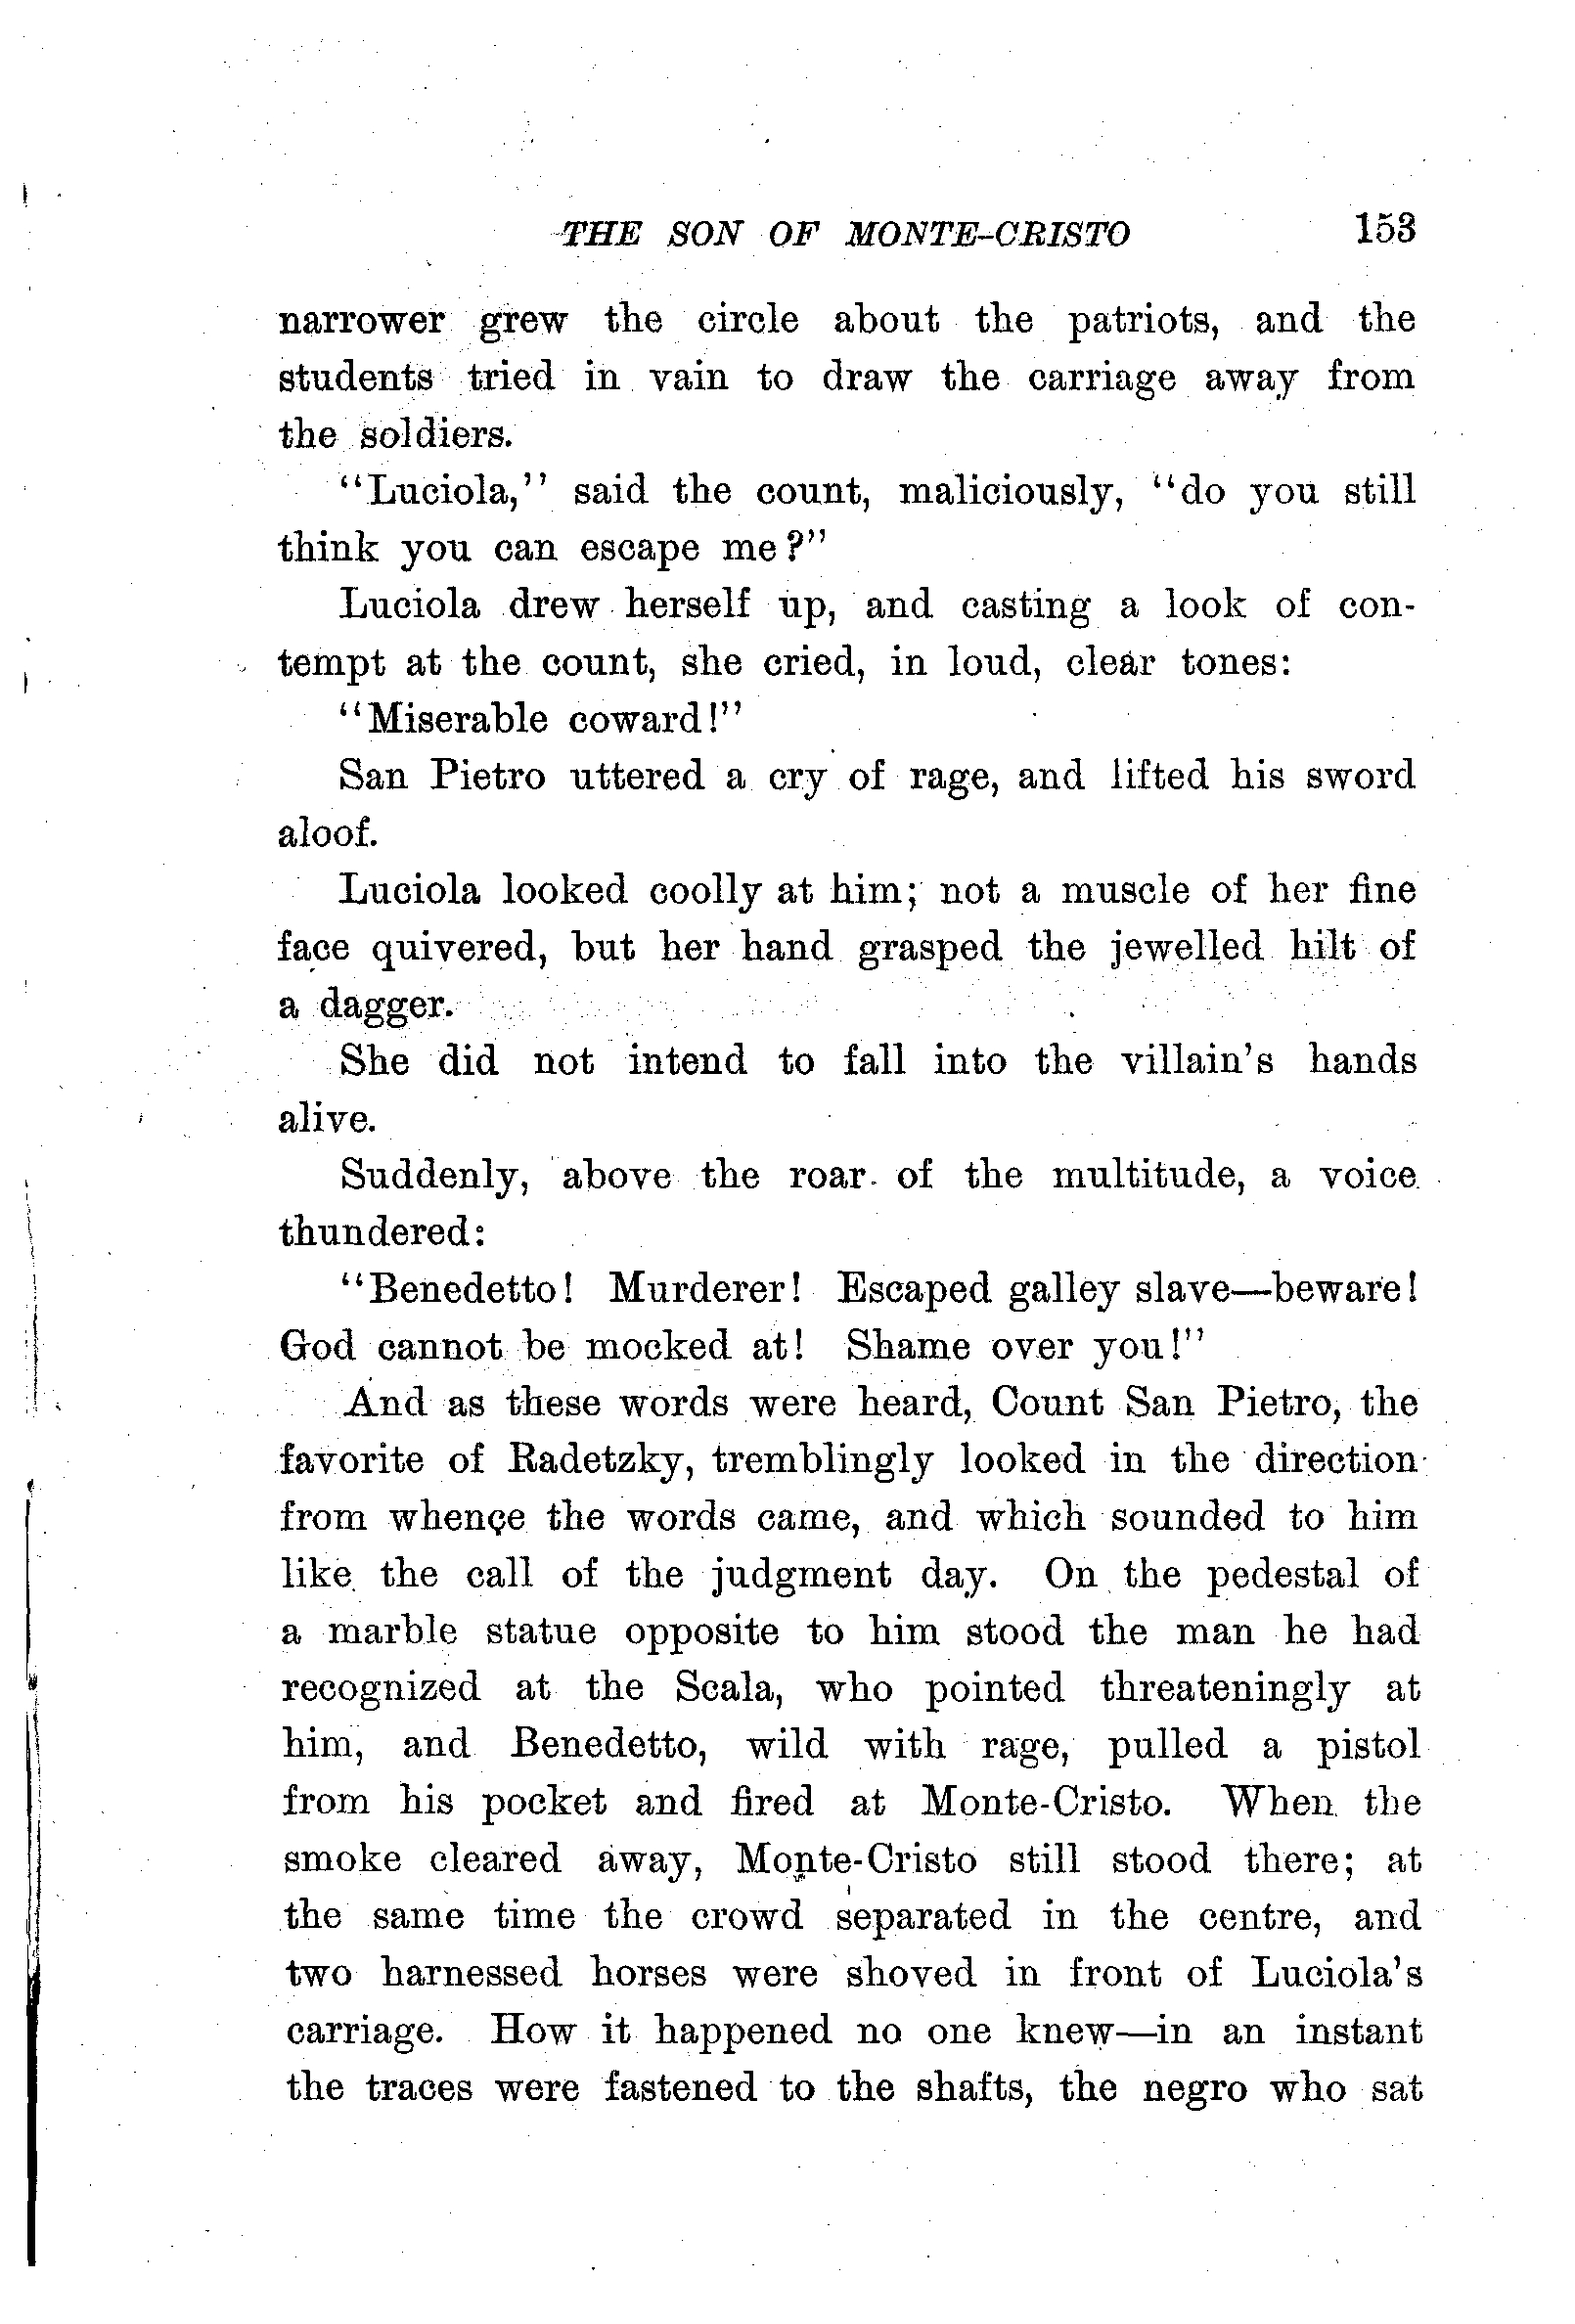 THE SON OF MONTE-CRISTO 153
narrower grew the circle about the patriots, and the
students tried in vain to draw the carriage away from
the soldiers.
"Luciola," said the count, maliciously, "do you still
think you can escape me?"
Luciola drew herself up, and casting a look of con-
tempt at the count, she cried, in loud, clear tones:
"Miserable coward!"
San Pietro uttered a cry of rage, and lifted his sword
aloof.
Luciola looked coolly at him; not a muscle of her fine
face quivered, but her hand grasped the jewelled hilt of
a dagger.
She did not intend to fall into the villain's hands
alive.
Suddenly, above the roar of the multitude, a voice
thundered:
"Benedetto! Murderer! Escaped galley slave—beware!
God cannot be mocked at! Shame over you!"
And as these words were heard, Count San Pietro, the
favorite of Radetzky, tremblingly looked in the direction
from whence the words came, and which sounded to him
like the call of the judgment day. On the pedestal of
a marble statue opposite to him stood the man he had
recognized at the Scala, who pointed threateningly at
him, and Benedetto, wild with rage, pulled a pistol
from his pocket and fired at Monte-Cristo. When the
smoke cleared away, Monte-Cristo still stood there; at
the same time the crowd separated in the centre, and
two harnessed horses were shoved in front of Luciola's
carriage. How it happened no one knew—in an instant
the traces were fastened to the shafts, the negro who sat